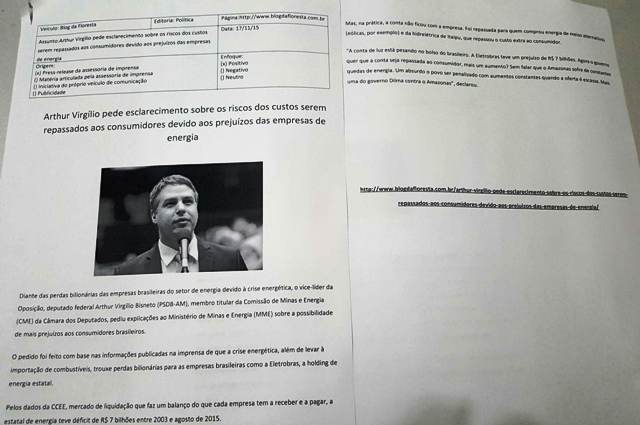 Veículo: Blog da Floresta
Editoria: Política
Página:http://www.blogdafloresta.com.br
Assunto:Arthur Virgílio pede esclarecimento sobre os riscos dos custos
serem repassados aos consumidores devido aos prejuízos das empresas
de energia
Data: 17/11/15
Origem:
(x) Press-release da assessoria de imprensa
() Matéria articulada pela assessoria de imprensa
() Iniciativa do próprio veículo de comunicação
() Publicidade
Enfoque:
(x) Positivo
() Negativo
() Neutro
Arthur Virgílio pede esclarecimento sobre os riscos dos custos serem
repassados aos consumidores devido aos prejuízos das empresas de
energia
Diante das perdas bilionárias das empresas brasileiras do setor de energia devido à crise energética, o vice-líder da
Oposição, deputado federal Arthur Virgílio Bisneto (PSDB-AM), membro titular da Comissão de Minas e Energia
(CME) da Câmara dos Deputados, pediu explicações ao Ministério de Minas e Energia (MME) sobre a possibilidade
de mais prejuízos aos consumidores brasileiros.
O pedido foi feito com base nas informações publicadas na imprensa de que a crise energética, além de levar à
importação de combustíveis, trouxe perdas bilionárias para as empresas brasileiras como a Eletrobras, a holding de
energia estatal.
Pelos dados da CCEE, mercado de liquidação que faz um balanço do que cada empresa tem a receber e a pagar, a
estatal de energia teve déficit de R$ 7 bilhões entre 2003 e agosto de 2015.
Mas, na prática, a conta não ficou com a empresa. Foi repassada para quem comprou energia de meios alternativos
(eólicas, por exemplo) e da hidrelétrica de Itaipu, que repassou o custo extra ao consumidor.
"A conta de luz está pesando no bolso do brasileiro. A Eletrobras teve um prejuízo de R$ 7 bilhões. Agora o governo
quer que a conta seja repassada ao consumidor, mais um aumento? Sem falar que o Amazonas sofre de constantes
quedas de energia. Um absurdo o povo ser penalizado com aumentos constantes quando a oferta é escassa. Mais
uma do governo Dilma contra o Amazonas", declarou.
http://www.blogdafloresta.com.br/arthur-virgilio-pede-esclarecimento-sobre-os-riscos-dos-custos-serem-
repassados-aos-consumidores-devido-aos-prejuizos-das-empresas-de-energia/